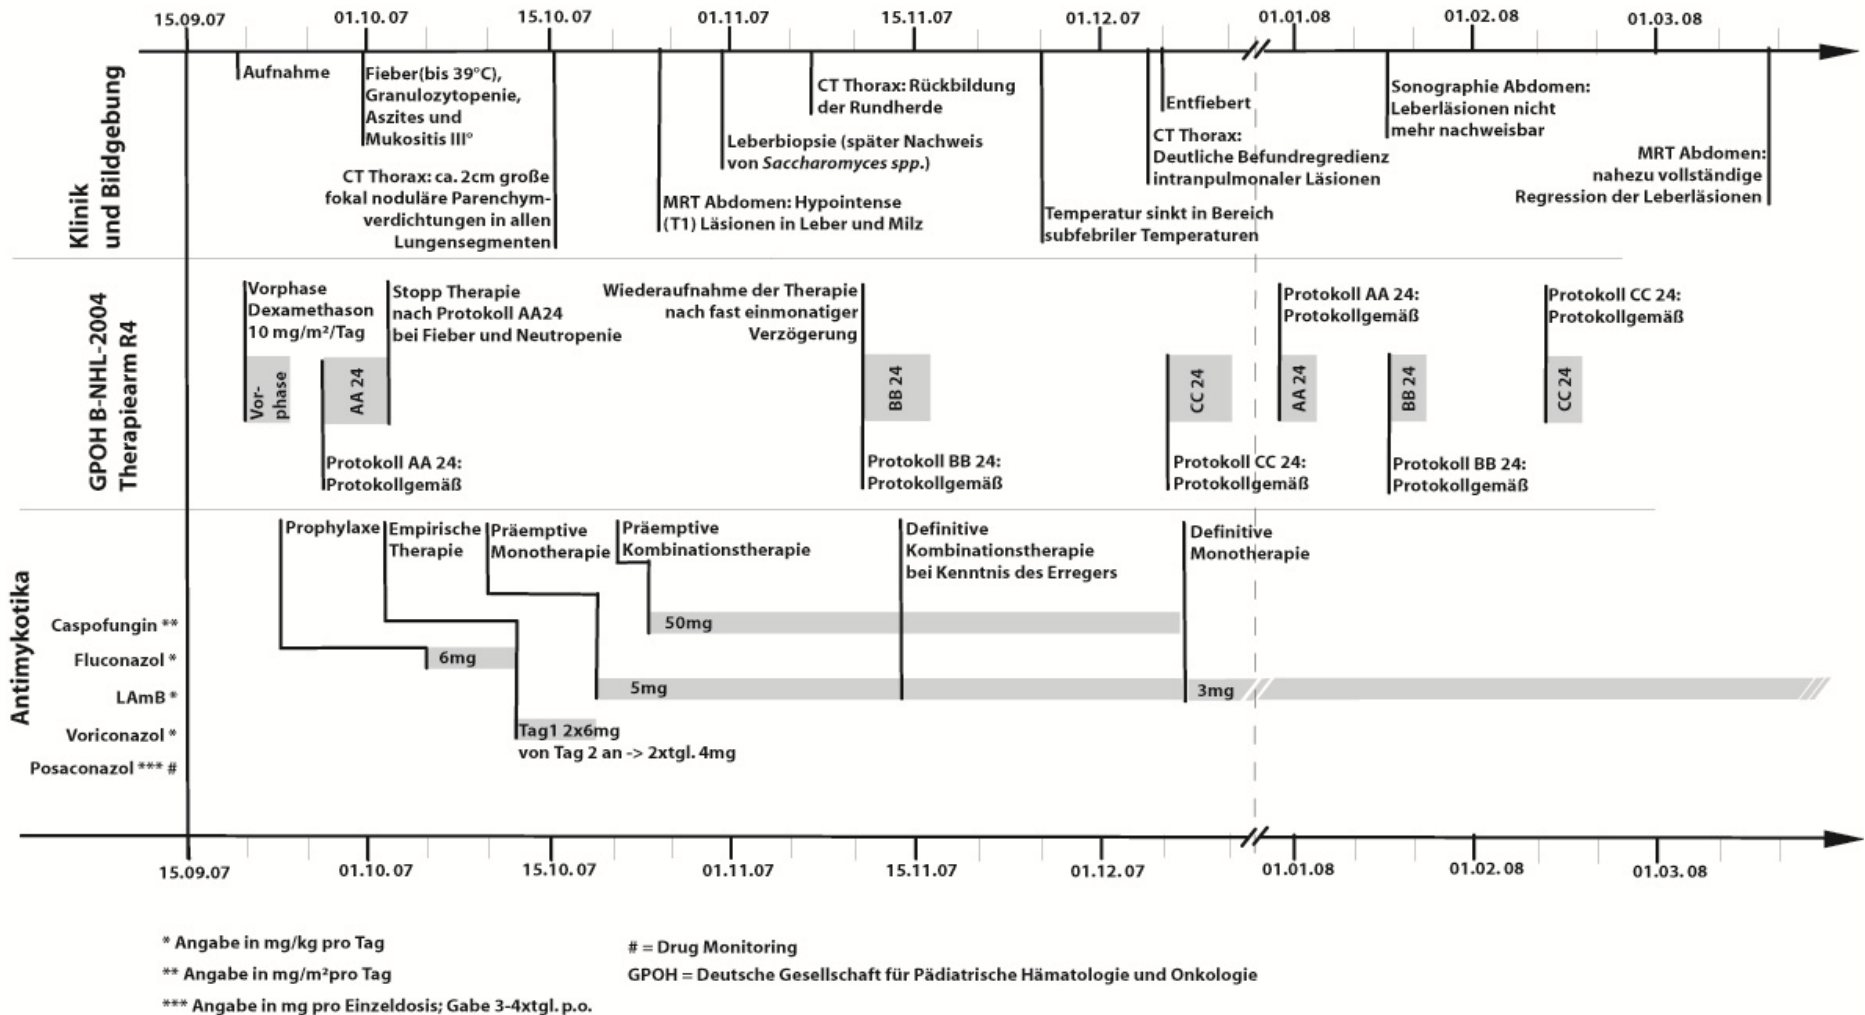 15.09.07 01.10.07 15.10.07 01.11.07 15.11.07 01.12.07 01.01.08 01.02.08 01.03.08
Klinik
und Bildgebung
Aufnahme
Fieber(bis 39°C),
Granulozytopenie,
Aszites und
Mukositis III°
CT Thorax: ca. 2cm große
fokal noduläre Parenchym-
verdichtungen in allen
Lungensegmenten
MRT Abdomen: Hypointense
(T1) Läsionen in Leber und Milz
Leberbiopsie (später Nachweis
von Saccharomyces spp.)
CT Thorax: Rückbildung
der Rundherde
Temperatur sinkt in Bereich
subfebriler Temperaturen
CT Thorax:
Deutliche Befundregredienz
intranpulmonaler Läsionen
Entfiebert
Sonographie Abdomen:
Leberläsionen nicht
mehr nachweisbar
MRT Abdomen:
nahezu vollständige
Regression der Leberläsionen
GPOH B-NHL-2004
Therapiearm R4
Vorphase
Dexamethason
10 mg/m²/Tag
Vor-
phase
AA 24
Protokoll AA 24:
Protokollgemäß
Stopp Therapie
nach Protokoll AA24
bei Fieber und Neutropenie
Wiederaufnahme der Therapie
nach fast einmonatiger
Verzögerung
BB 24
Protokoll BB 24:
Protokollgemäß
CC 24
Protokoll CC 24:
Protokollgemäß
Protokoll AA 24:
Protokollgemäß
AA 24
BB 24
Protokoll BB 24:
Protokollgemäß
Protokoll CC 24:
Protokollgemäß
CC 24
Antimykotika
Prophylaxe
Empirische
Therapie
Präemptive
Monotherapie
Präemptive
Kombinationstherapie
Definitive
Kombinationstherapie
bei Kenntnis des Erregers
Definitive
Monotherapie
Caspofungin **
50mg
Fluconazol *
6mg
LAmB *
5mg
3mg
Voriconazol *
Tag1 2x6mg
von Tag 2 an -> 2xtgl. 4mg
Posaconazol *** #
15.09.07 01.10.07 15.10.07 01.11.07 15.11.07 01.12.07 01.01.08 01.02.08 01.03.08
* Angabe in mg/kg pro Tag
** Angabe in mg/m²pro Tag
*** Angabe in mg pro Einzeldosis; Gabe 3-4xtgl. p.o.
# = Drug Monitoring
GPOH = Deutsche Gesellschaft für Pädiatrische Hämatologie und Onkologie